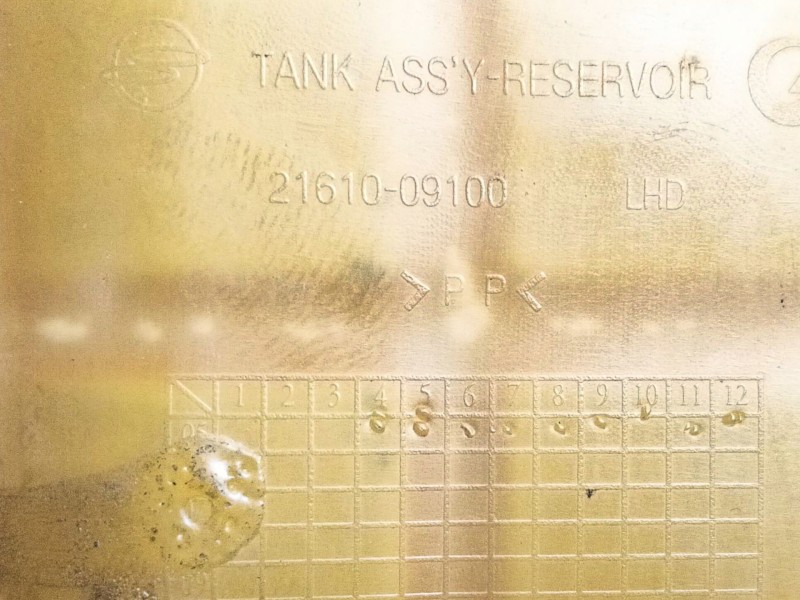 TANK ASS'Y-RESERVOIR
21610-09100 LHD
>PP<
1 2 3 4 5 6 7 8 9 10 11 12
05